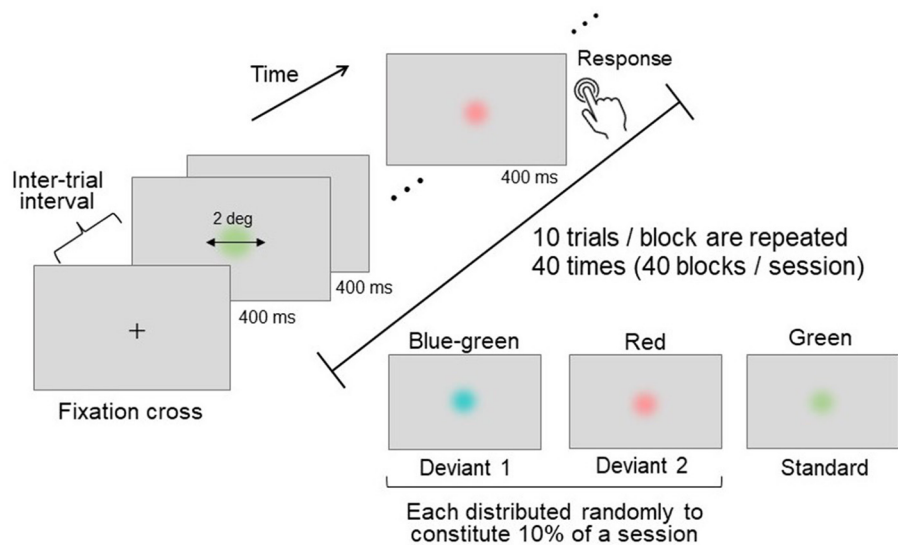 Time
Response
400 ms
Inter-trial
interval
2 deg
400 ms
400 ms
+
Fixation cross
10 trials / block are repeated
40 times (40 blocks / session)
Blue-green
Red
Green
Deviant 1
Deviant 2
Standard
Each distributed randomly to
constitute 10% of a session